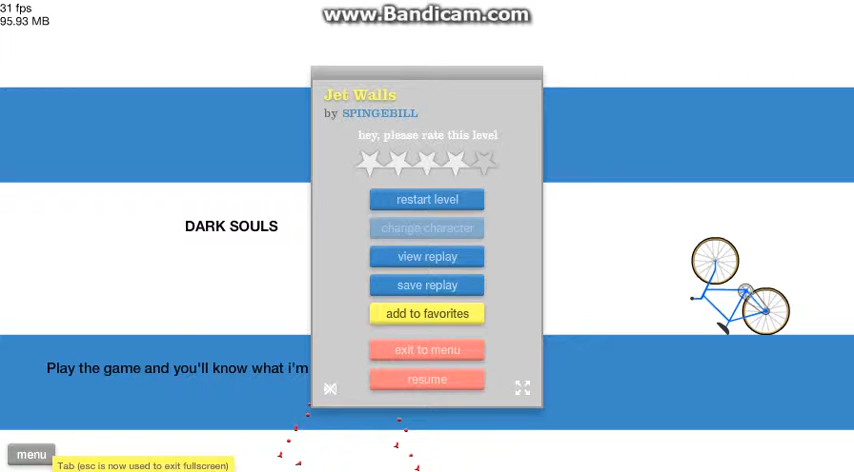 31 fps
95.93 MB
www.Bandicam.com
Jet Walls
by SPINGEBILL
hey, please rate this level
restart level
DARK SOULS
change character
view replay
save replay
add to favorites
exit to menu
Play the game and you'll know what i'm
resume
menu
Tab (esc is now used to exit fullscreen)